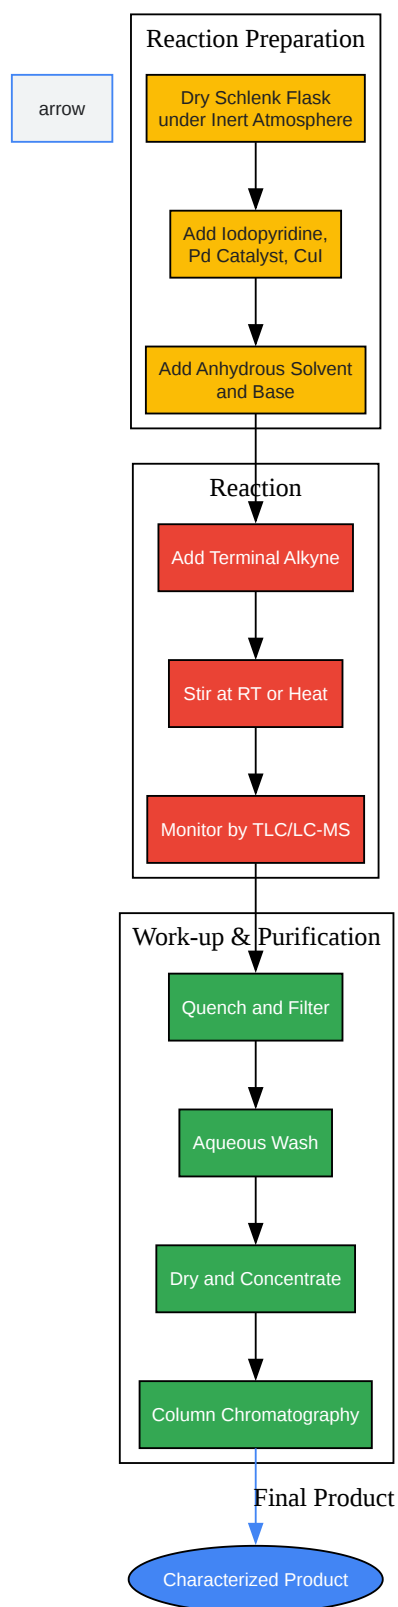 Reaction Preparation
arrow
Dry Schlenk Flask
under Inert Atmosphere
Add Iodopyridine,
Pd Catalyst, CuI
Add Anhydrous Solvent
and Base
Reaction
Add Terminal Alkyne
Stir at RT or Heat
Monitor by TLC/LC-MS
Work-up & Purification
Quench and Filter
Aqueous Wash
Dry and Concentrate
Column Chromatography
Final Product
Characterized Product